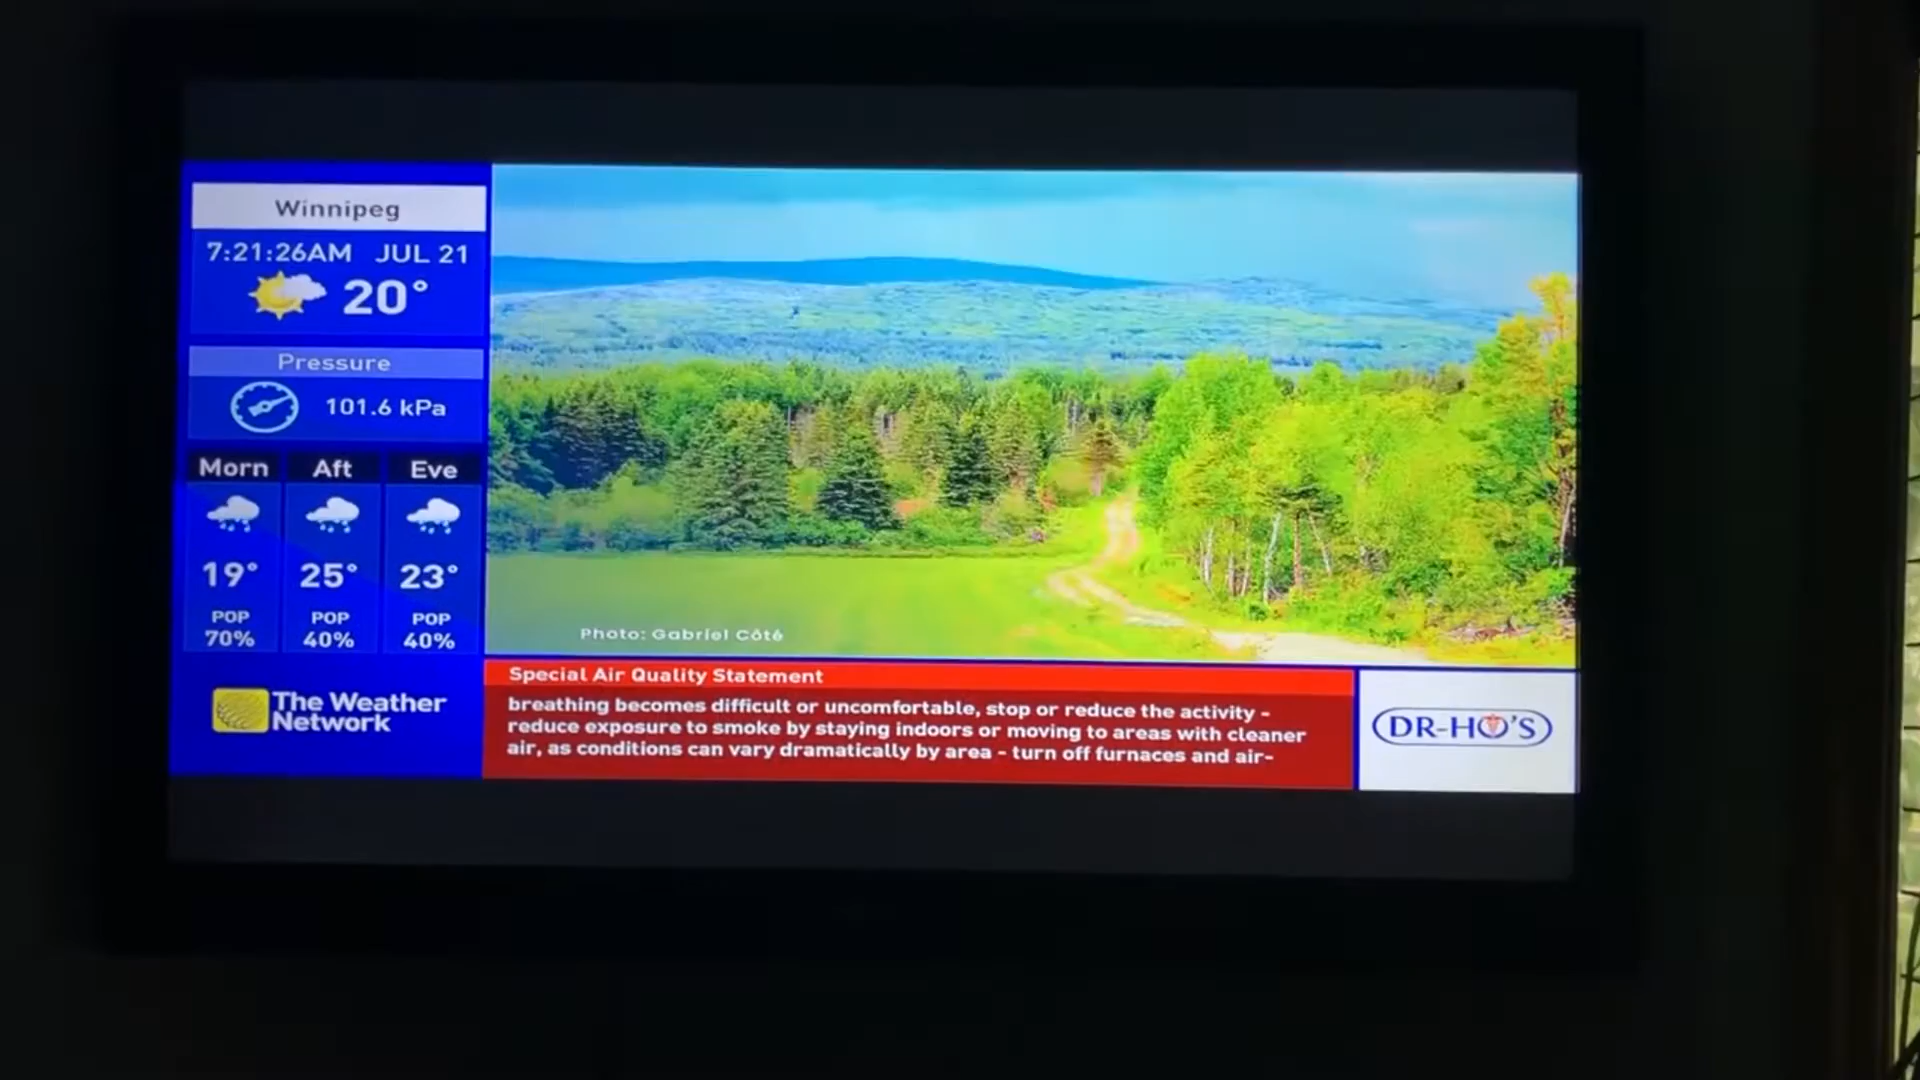 Winnipeg
7:21:26AM JUL 21
20°
Pressure
101.6 kPa
Morn Aft Eve
19° 25° 23°
POP POP POP
70% 40% 40%
The Weather
Network
Photo: Gabriel Côté
Special Air Quality Statement
breathing becomes difficult or uncomfortable, stop or reduce the activity -
reduce exposure to smoke by staying indoors or moving to areas with cleaner
air, as conditions can vary dramatically by area - turn off furnaces and air-
DR-HO'S